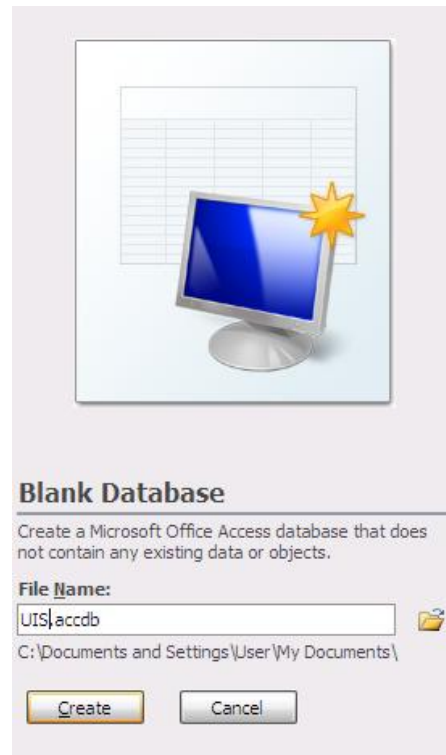 Blank Database
Create a Microsoft Office Access database that does
not contain any existing data or objects.
File Name:
UIS.accdb
C:\Documents and Settings\User\My Documents\
Create
Cancel